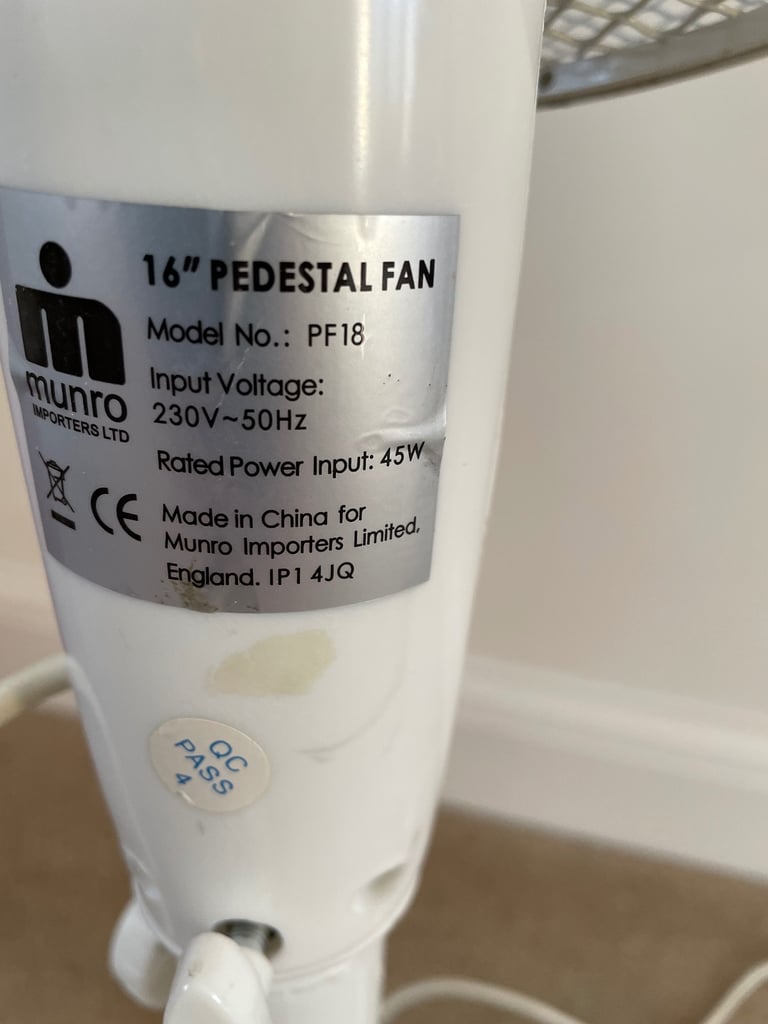 munro
IMPORTERS LTD
16" PEDESTAL FAN
Model No.: PF18
Input Voltage:
230V~50Hz
Rated Power Input: 45W
CE
Made in China for
Munro Importers Limited,
England. IP1 4JQ
QC
PASS
4